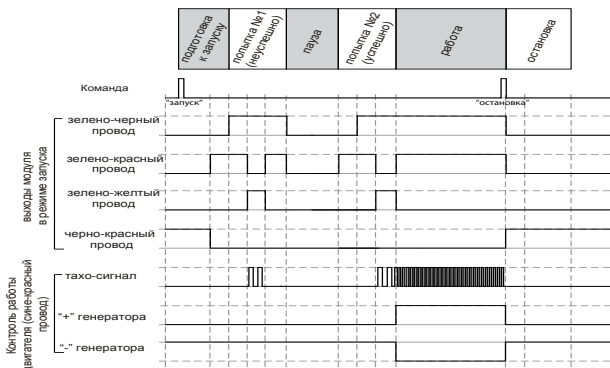 подготовка
к запуску
попытка №1
(неуспешно)
пауза
попытка №2
(успешно)
работа
остановка
Команда
"запуск"
"остановка"
выходы модуля
в режиме запуска
зелено-черный
провод
зелено-красный
провод
зелено-желтый
провод
черно-красный
провод
Контроль работы
двигателя (сине-красный
провод)
тахо-сигнал
"+" генератора
"-" генератора